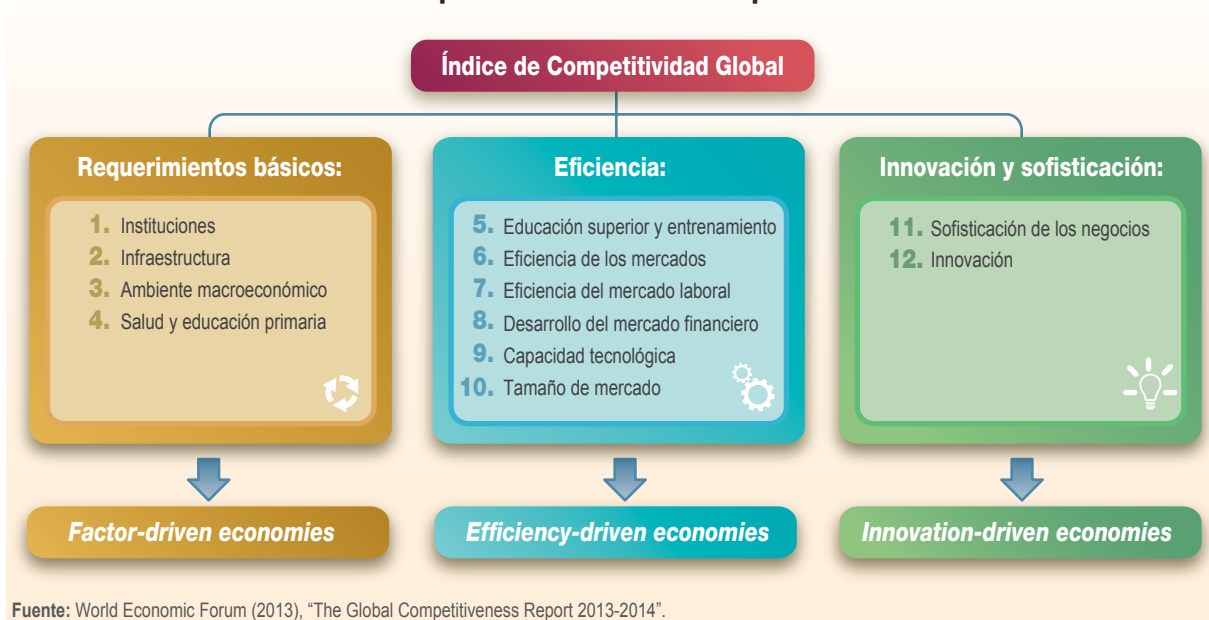 Índice de Competitividad Global
Requerimientos básicos:
1. Instituciones
2. Infraestructura
3. Ambiente macroeconómico
4. Salud y educación primaria
Eficiencia:
5. Educación superior y entrenamiento
6. Eficiencia de los mercados
7. Eficiencia del mercado laboral
8. Desarrollo del mercado financiero
9. Capacidad tecnológica
10. Tamaño de mercado
Innovación y sofisticación:
11. Sofisticación de los negocios
12. Innovación
Factor-driven economies
Efficiency-driven economies
Innovation-driven economies
Fuente: World Economic Forum (2013), “The Global Competitiveness Report 2013-2014”.